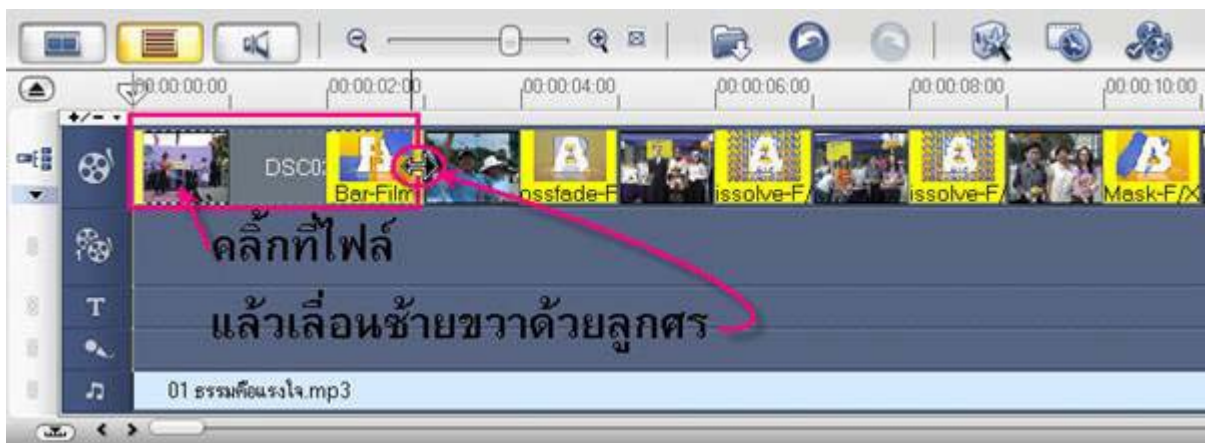 00:00:00:00 00:00:02:00 00:00:04:00 00:00:06:00 00:00:08:00 00:00:10:00
+/-
DSC0
Bar-Film ossfade-F issolve-F/ issolve-F/ Mask-F/X
1
คลิ้กที่ไฟล์
T
แล้วเลื่อนซ้ายขวาด้วยลูกศร
01 ธรรมคือแรงใจ.mp3